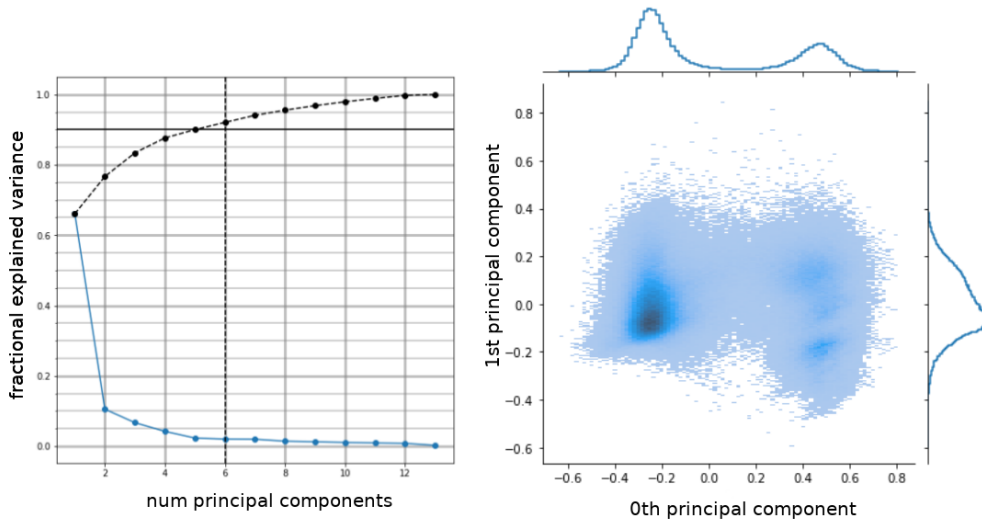 fractional explained variance
1.0
0.8
0.6
0.4
0.2
0.0
2 4 6 8 10 12
num principal components
1st principal component
0.8
0.6
0.4
0.2
0.0
−0.2
−0.4
−0.6
−0.6 −0.4 −0.2 0.0 0.2 0.4 0.6 0.8
0th principal component